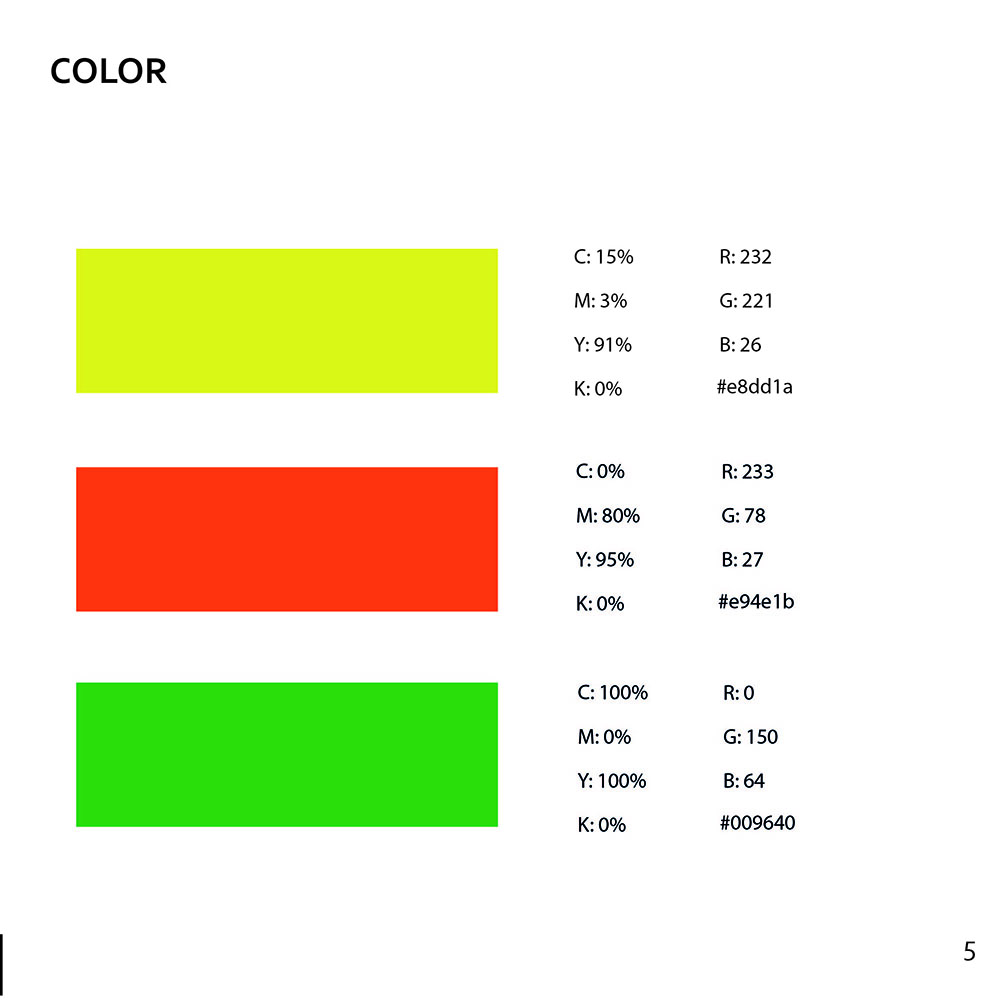 COLOR
C: 15% R: 232
M: 3% G: 221
Y: 91% B: 26
K: 0% #e8dd1a
C: 0% R: 233
M: 80% G: 78
Y: 95% B: 27
K: 0% #e94e1b
C: 100% R: 0
M: 0% G: 150
Y: 100% B: 64
K: 0% #009640
5